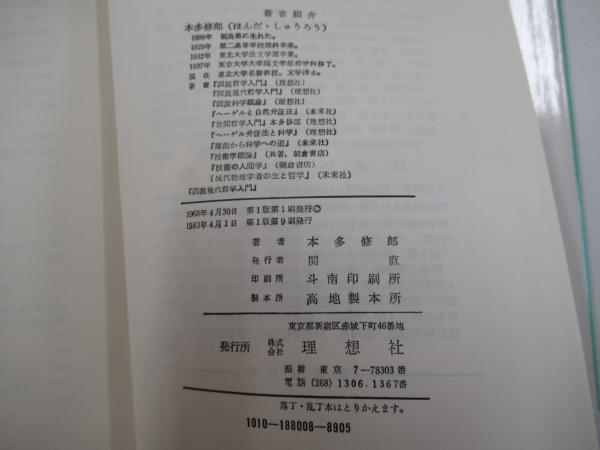 著者紹介
本多修郎(ほんだ・しゅうろう)
1906年 福島県に生れた。
1929年 第二高等学校理科卒業。
1932年 東北大学法文学部卒業。
1937年 東京大学大学院文学部哲学科修了。
現在 東北大学名誉教授。文学博士。
著書『図説哲学入門』(理想社)
『図説現代哲学入門』(理想社)
『図説科学概論』(理想社)
『ヘーゲルと自然弁証法』(未来社)
『世間哲学入門』本多修郎(理想社)
『ヘーゲル弁証法と科学』(理想社)
『魔術から科学への道』(未来社)
『技術学概論』(共著，朝倉書店)
『技術の人間学』(朝倉書店)
『現代物理学者の生と哲学』(未来社)
『図説現代哲学入門』
1968年4月30日 第1版第1刷発行◎
1983年4月1日 第1版第9刷発行
著者 本多修郎
発行者 関直
印刷所 斗南印刷所
製本所 高地製本所
東京都新宿区赤城下町46番地
発行所 株式会社 理想社
振替 東京 7―78303番
電話 (268) 1306.1367番
落丁・乱丁本はとりかえます。
1010―188008―8905